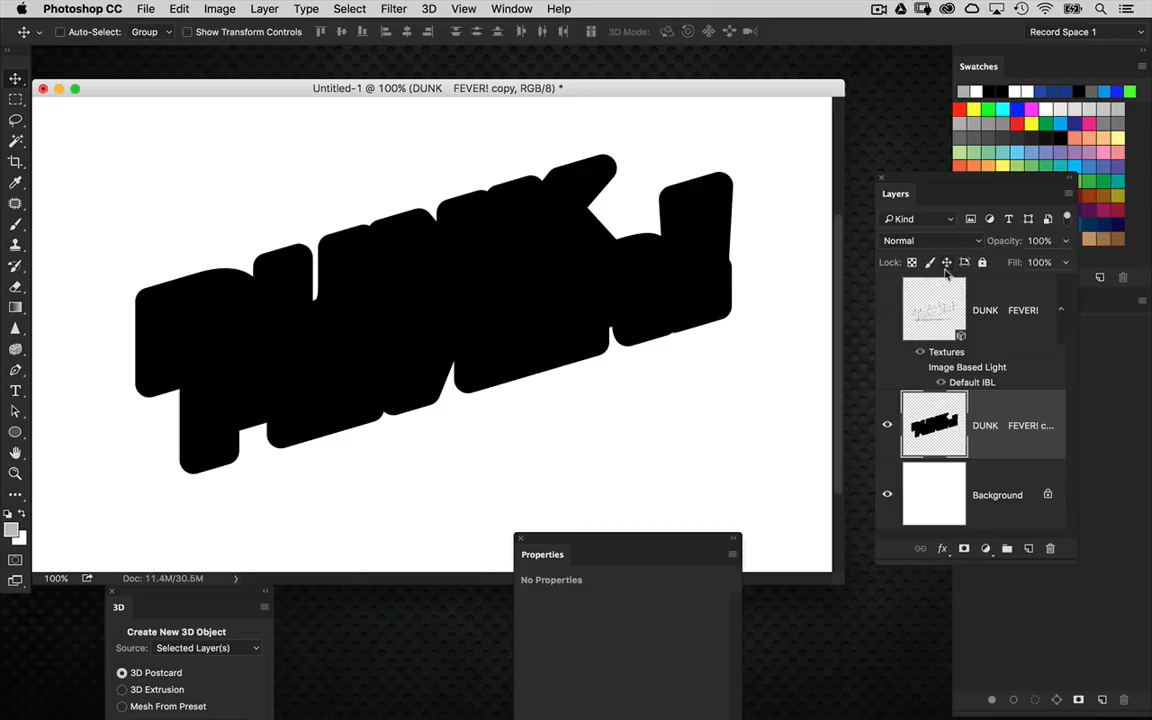 Photoshop CC File Edit Image Layer Type Select Filter 3D View Window Help
Auto-Select: Group Show Transform Controls 3D Mode: Record Space 1
Swatches
Untitled-1 @ 100% (DUNK FEVER! copy, RGB/8) *
Layers
Kind
Normal Opacity: 100%
Lock: Fill: 100%
DUNK FEVER!
Textures
Image Based Light
Default IBL
DUNK FEVER! c...
Background
fx
Properties
No Properties
100% Doc: 11.4M/30.5M
3D
Create New 3D Object
Source: Selected Layer(s)
3D Postcard
3D Extrusion
Mesh From Preset